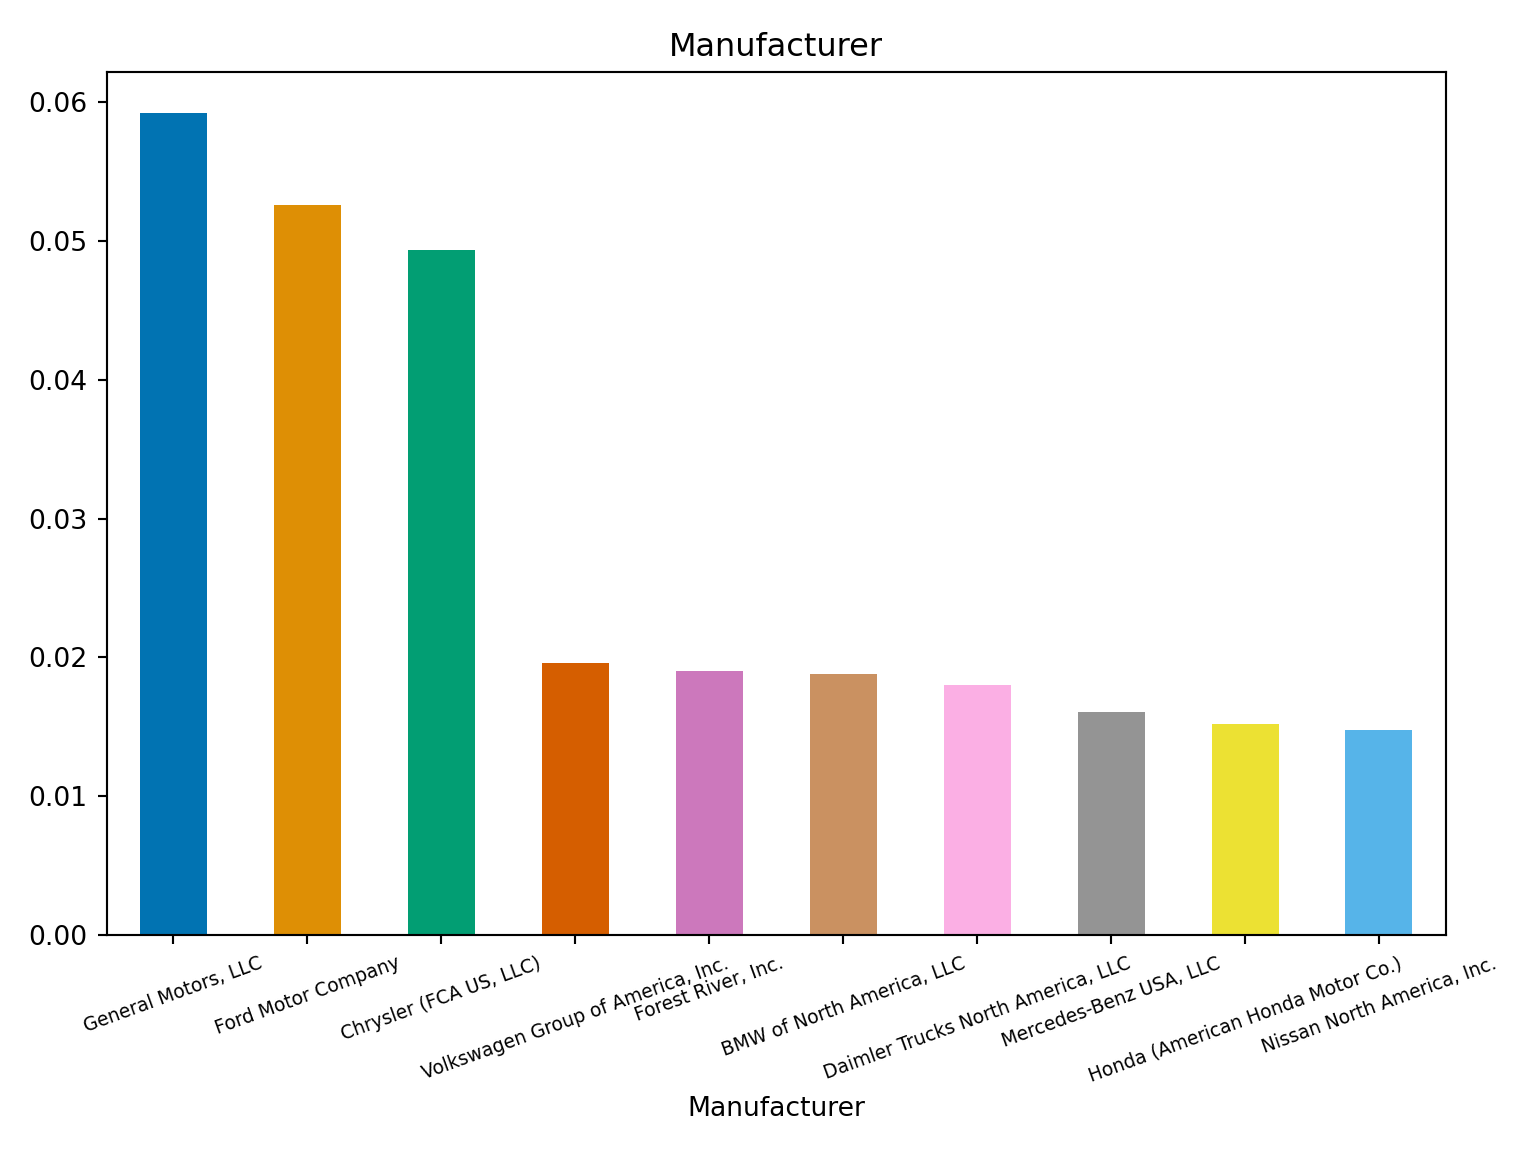 Manufacturer
0.06
0.05
0.04
0.03
0.02
0.01
0.00
General Motors, LLC
Ford Motor Company
Chrysler (FCA US, LLC)
Volkswagen Group of America, Inc.
Forest River, Inc.
BMW of North America, LLC
Daimler Trucks North America, LLC
Mercedes-Benz USA, LLC
Honda (American Honda Motor Co.)
Nissan North America, Inc.
Manufacturer